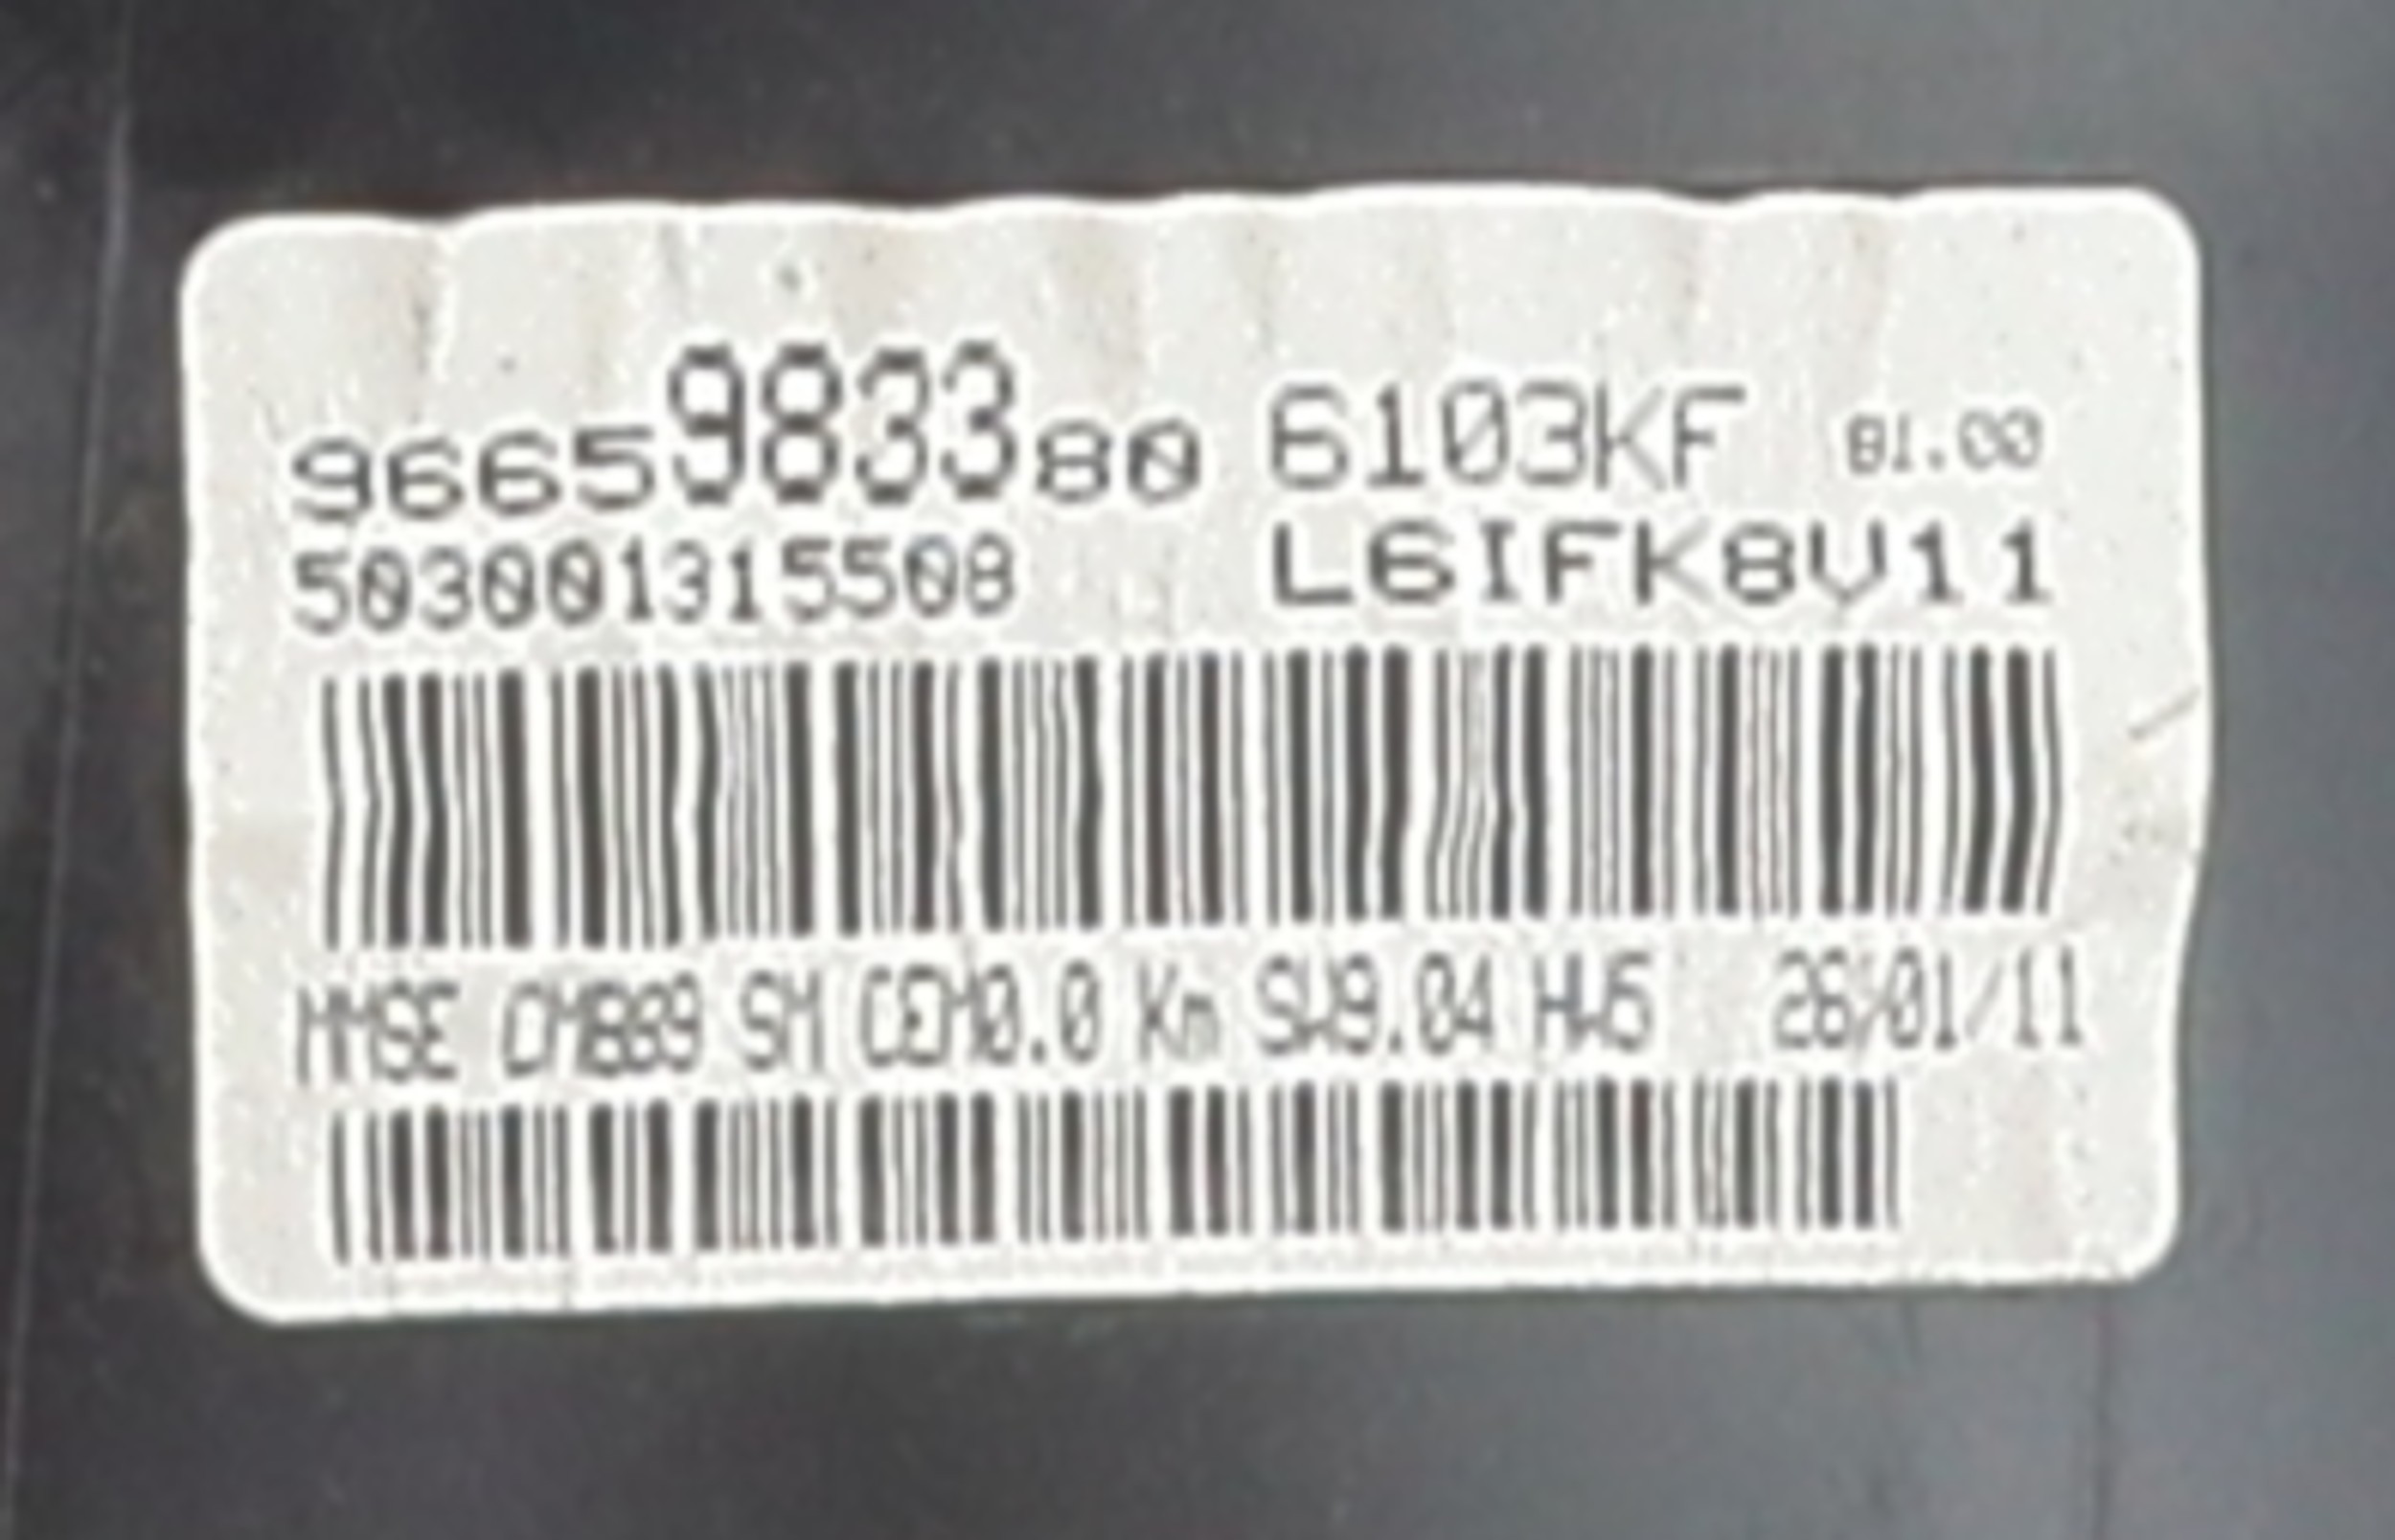 9665983380 6103KF 81.00
503001315508 L6IFK8V11
MMSE CMB89 SM CEM0.0 Km SW9.04 HW5 26/01/11